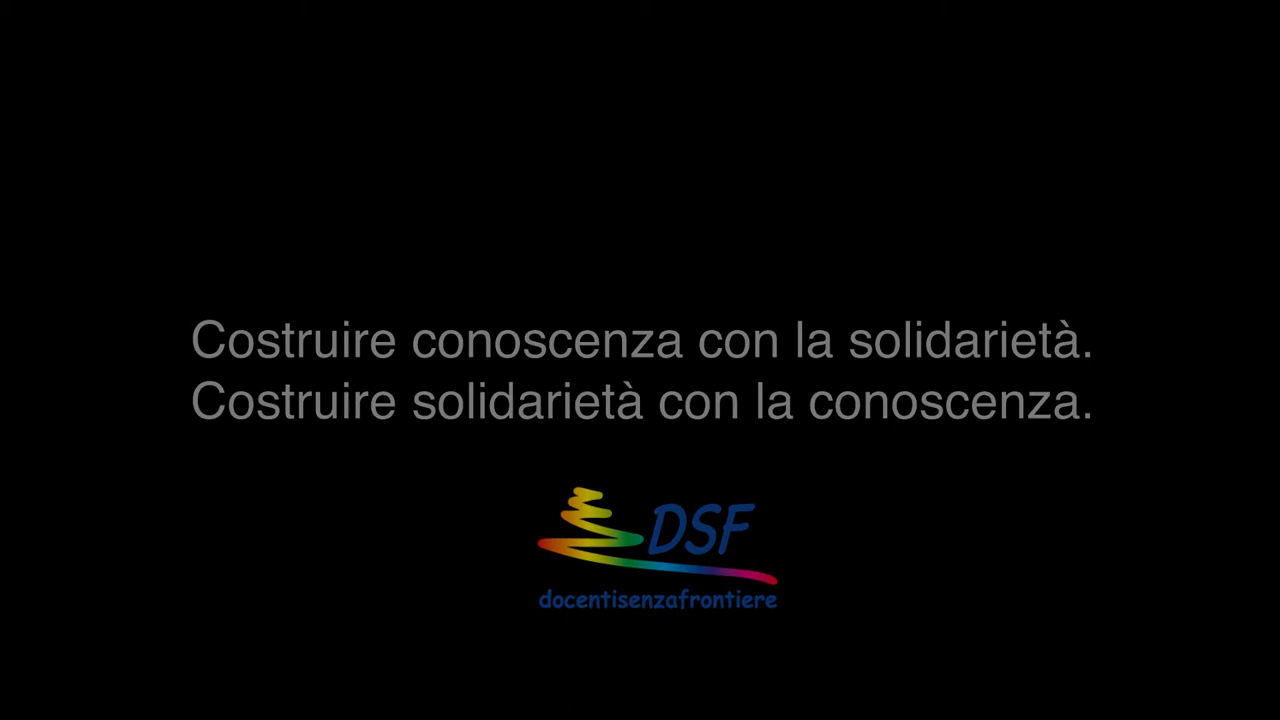 Costruire conoscenza con la solidarietà.
Costruire solidarietà con la conoscenza.
DSF
docentisenzafrontiere